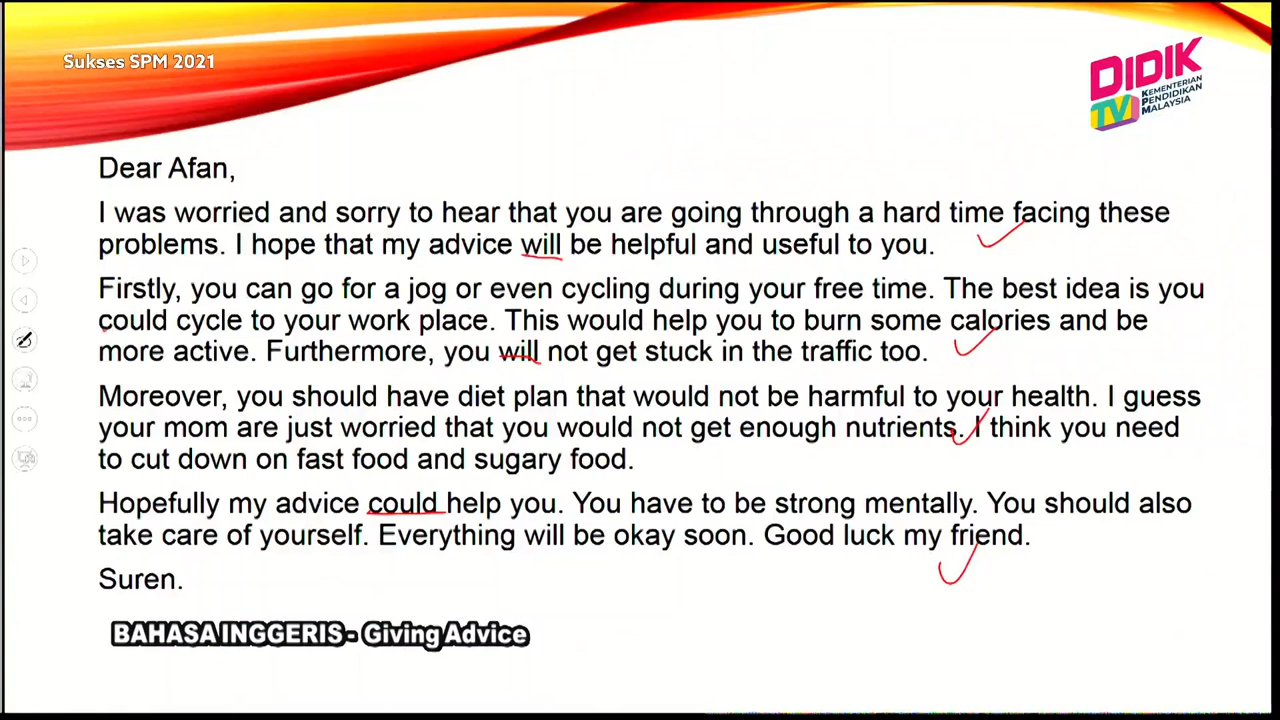 Sukses SPM 2021
DIDIK
TV
KEMENTERIAN
PENDIDIKAN
MALAYSIA
Dear Afan,
I was worried and sorry to hear that you are going through a hard time facing these
problems. I hope that my advice will be helpful and useful to you.
Firstly, you can go for a jog or even cycling during your free time. The best idea is you
could cycle to your work place. This would help you to burn some calories and be
more active. Furthermore, you will not get stuck in the traffic too.
Moreover, you should have diet plan that would not be harmful to your health. I guess
your mom are just worried that you would not get enough nutrients. I think you need
to cut down on fast food and sugary food.
Hopefully my advice could help you. You have to be strong mentally. You should also
take care of yourself. Everything will be okay soon. Good luck my friend.
Suren.
BAHASA INGGERIS - Giving Advice